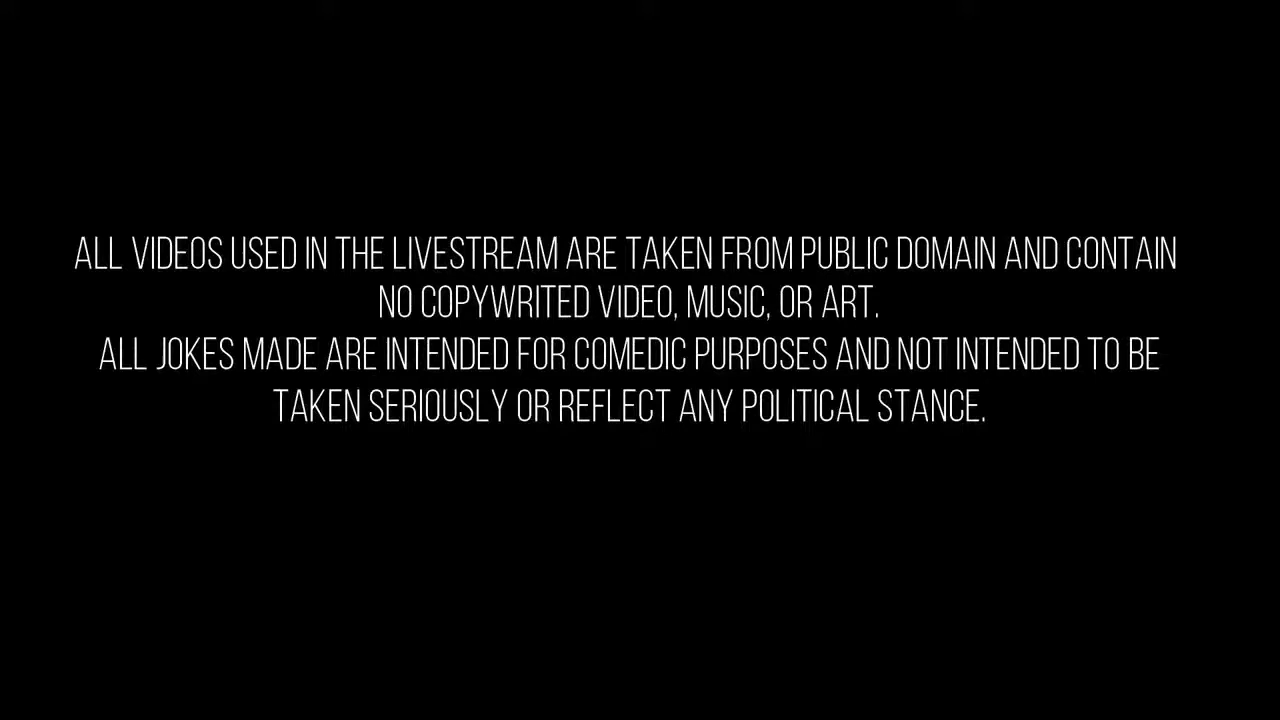 ALL VIDEOS USED IN THE LIVESTREAM ARE TAKEN FROM PUBLIC DOMAIN AND CONTAIN
NO COPYWRITED VIDEO, MUSIC, OR ART.
ALL JOKES MADE ARE INTENDED FOR COMEDIC PURPOSES AND NOT INTENDED TO BE
TAKEN SERIOUSLY OR REFLECT ANY POLITICAL STANCE.